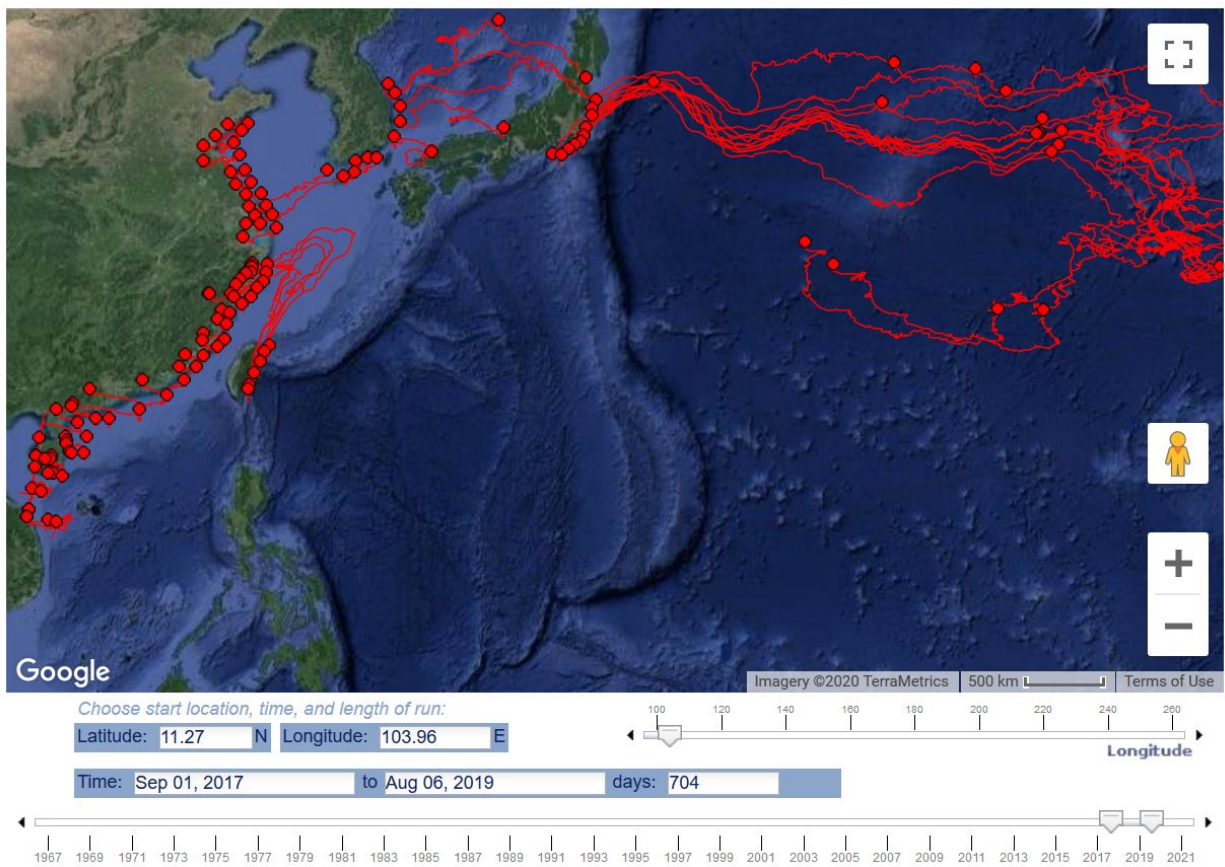 Google
Imagery ©2020 TerraMetrics 500 km Terms of Use
Choose start location, time, and length of run:
Latitude: 11.27 N Longitude: 103.96 E
100 120 140 160 180 200 220 240 260
Longitude
Time: Sep 01, 2017 to Aug 06, 2019 days: 704
1967 1969 1971 1973 1975 1977 1979 1981 1983 1985 1987 1989 1991 1993 1995 1997 1999 2001 2003 2005 2007 2009 2011 2013 2015 2017 2019 2021